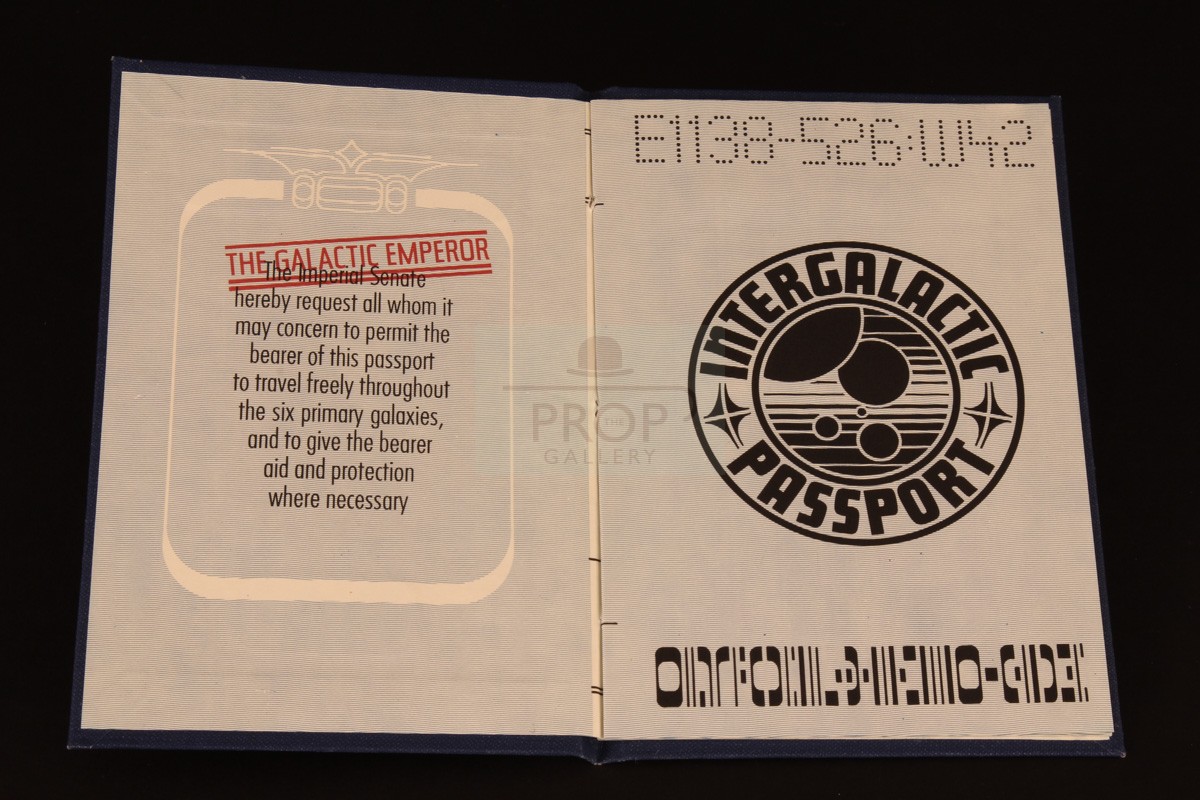 THE GALACTIC EMPEROR
The Imperial Senate
hereby request all whom it
may concern to permit the
bearer of this passport
to travel freely throughout
the six primary galaxies,
and to give the bearer
aid and protection
where necessary
THE
PROP
GALLERY
E1138-526:W42
INTERGALACTIC
PASSPORT